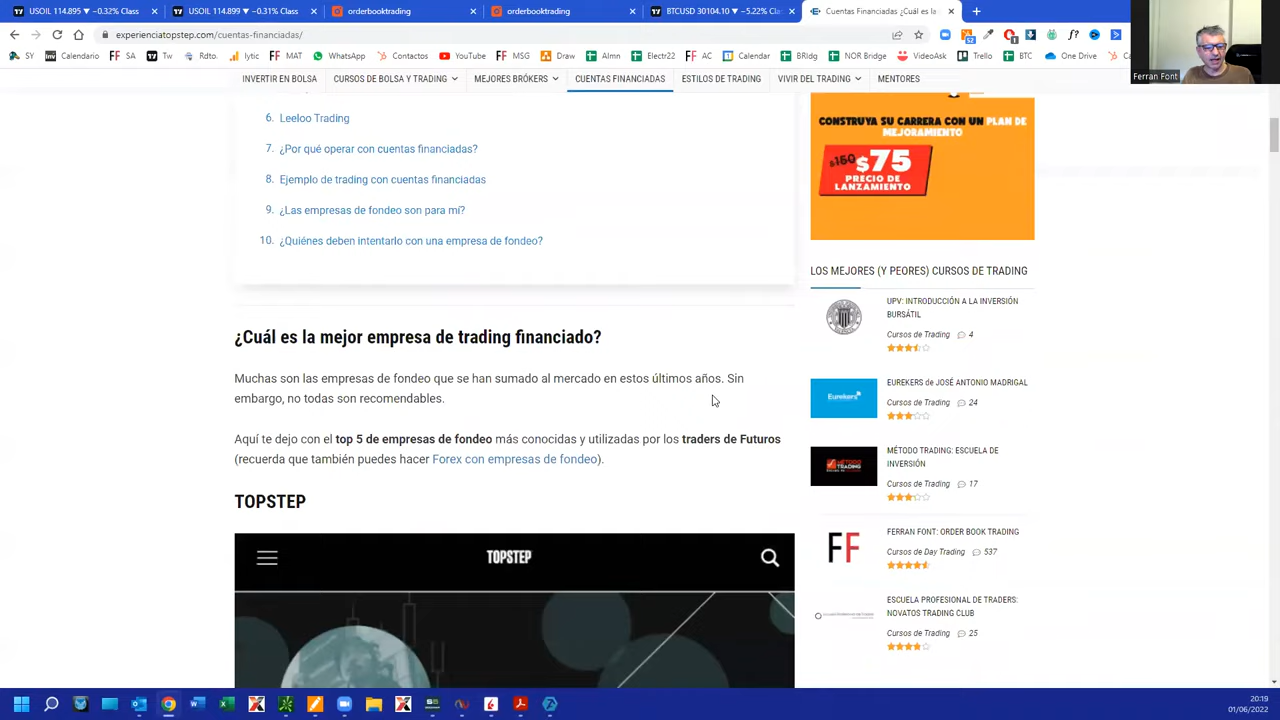 USOIL 114.895 ▼ −0.32% Class
USOIL 114.899 ▼ −0.31% Class
orderbooktrading
orderbooktrading
BTCUSD 30104.10 ▼ −5.22% Class
Cuentas Financiadas ¿Cuál es la
experienciatopstep.com/cuentas-financiadas/
SY
Calendario
SA
Tw
Rdto.
lytic
MAT
WhatsApp
Contactos
YouTube
MSG
Draw
Almn
Electr22
AC
Calendar
BRldg
NOR Bridge
VideoAsk
Trello
BTC
One Drive
Ca
Ferran Font
INVERTIR EN BOLSA
CURSOS DE BOLSA Y TRADING
MEJORES BRÓKERS
CUENTAS FINANCIADAS
ESTILOS DE TRADING
VIVIR DEL TRADING
MENTORES
6. Leeloo Trading
7. ¿Por qué operar con cuentas financiadas?
8. Ejemplo de trading con cuentas financiadas
9. ¿Las empresas de fondeo son para mí?
10. ¿Quiénes deben intentarlo con una empresa de fondeo?
¿Cuál es la mejor empresa de trading financiado?
Muchas son las empresas de fondeo que se han sumado al mercado en estos últimos años. Sin
embargo, no todas son recomendables.
Aquí te dejo con el top 5 de empresas de fondeo más conocidas y utilizadas por los traders de Futuros
(recuerda que también puedes hacer Forex con empresas de fondeo).
TOPSTEP
TOPSTEP
CONSTRUYA SU CARRERA CON UN PLAN DE
MEJORAMIENTO
$150
$75
PRECIO DE
LANZAMIENTO
LOS MEJORES (Y PEORES) CURSOS DE TRADING
UPV: INTRODUCCIÓN A LA INVERSIÓN
BURSÁTIL
Cursos de Trading 4
Eurekers
EUREKERS de JOSÉ ANTONIO MADRIGAL
Cursos de Trading 24
MÉTODO TRADING: ESCUELA DE
INVERSIÓN
Cursos de Trading 17
FF
FERRAN FONT: ORDER BOOK TRADING
Cursos de Day Trading 537
ESCUELA PROFESIONAL DE TRADERS:
NOVATOS TRADING CLUB
Cursos de Trading 25
20:19
01/06/2022